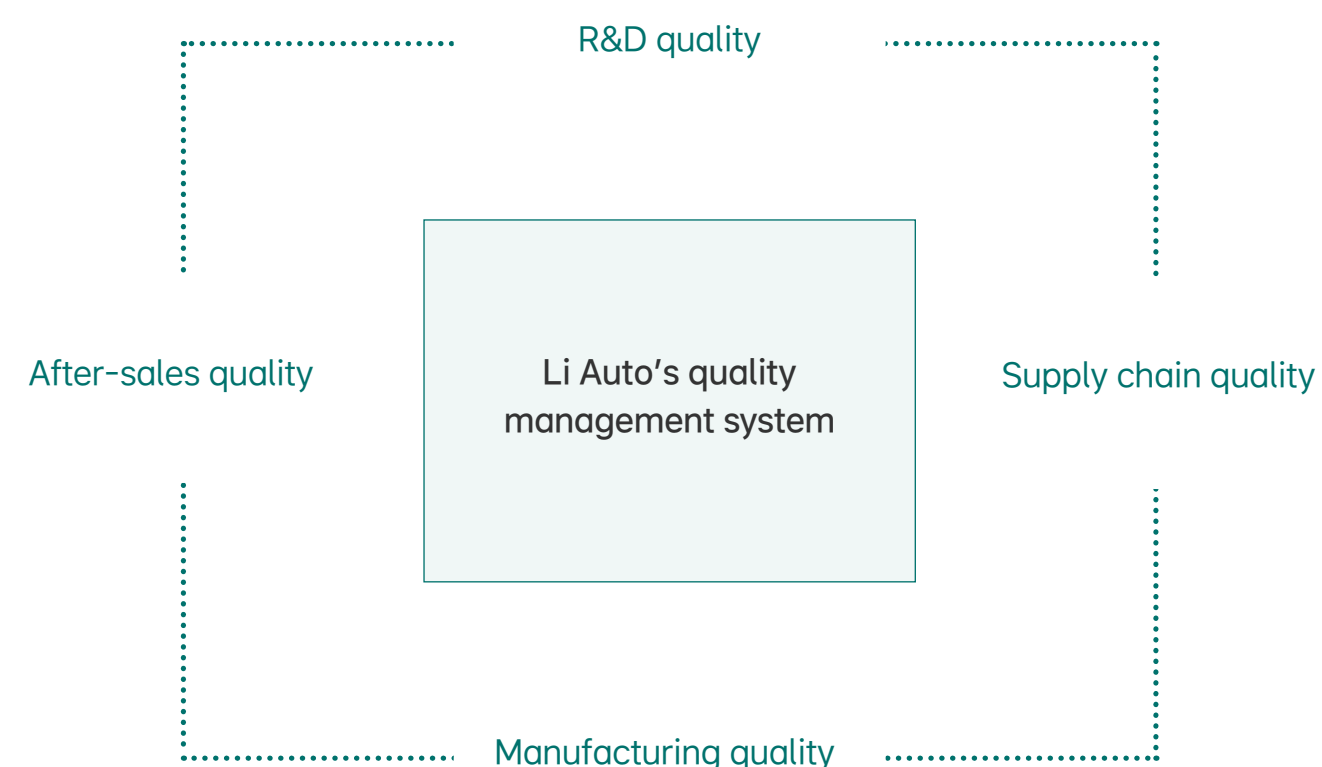 R&D quality
After-sales quality
Li Auto’s quality
management system
Supply chain quality
Manufacturing quality